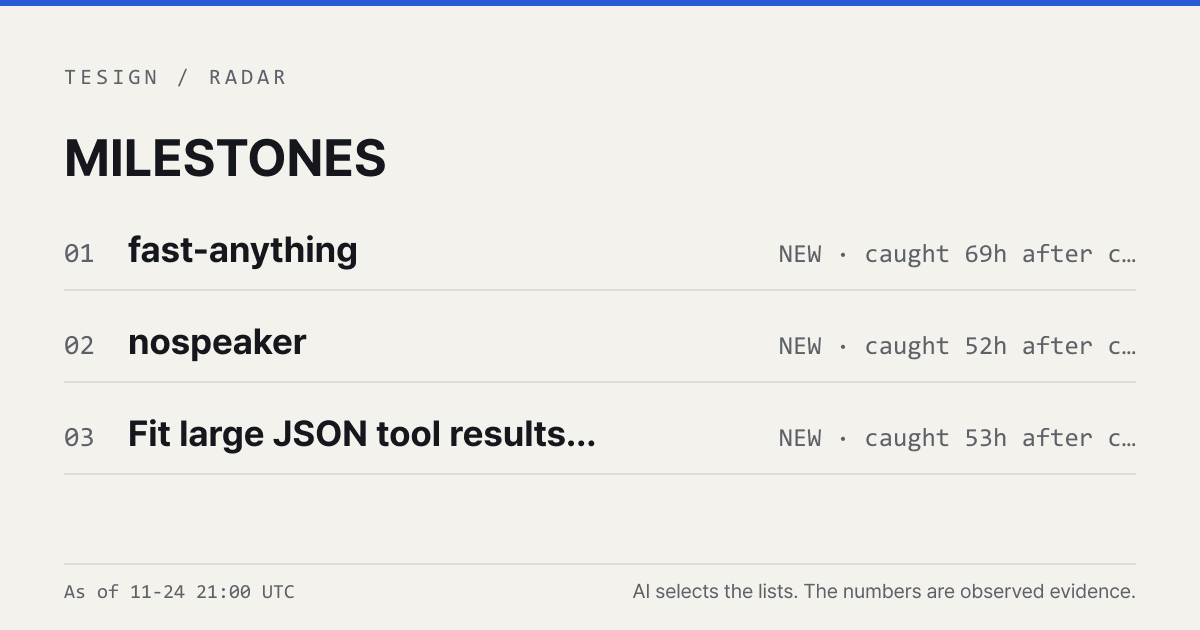 TESIGN / RADAR
MILESTONES
01 fast-anything NEW · caught 69h after c…
02 nospeaker NEW · caught 52h after c…
03 Fit large JSON tool results... NEW · caught 53h after c…
As of 11-24 21:00 UTC AI selects the lists. The numbers are observed evidence.